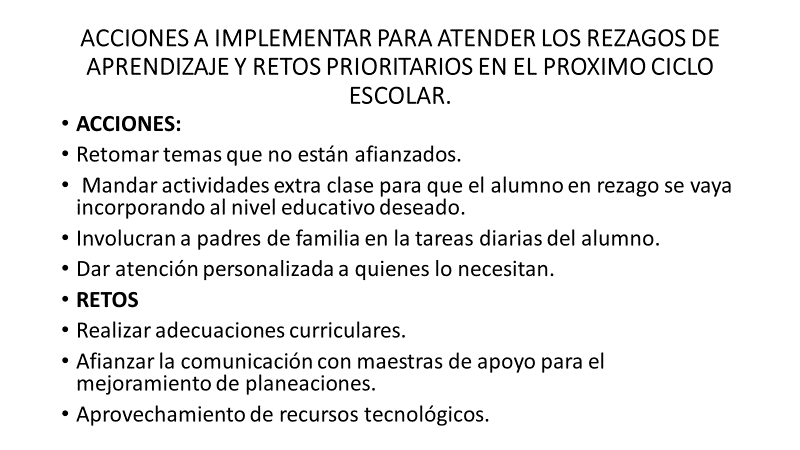 ACCIONES A IMPLEMENTAR PARA ATENDER LOS REZAGOS DE
APRENDIZAJE Y RETOS PRIORITARIOS EN EL PROXIMO CICLO
ESCOLAR.
• ACCIONES:
• Retomar temas que no están afianzados.
• Mandar actividades extra clase para que el alumno en rezago se vaya
incorporando al nivel educativo deseado.
• Involucran a padres de familia en la tareas diarias del alumno.
• Dar atención personalizada a quienes lo necesitan.
• RETOS
• Realizar adecuaciones curriculares.
• Afianzar la comunicación con maestras de apoyo para el
mejoramiento de planeaciones.
• Aprovechamiento de recursos tecnológicos.